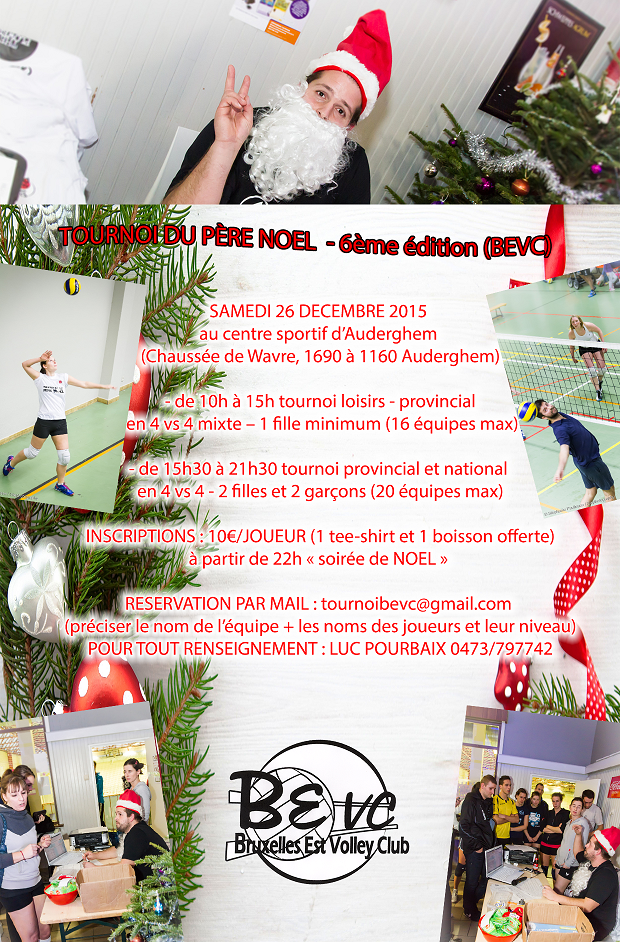 TOURNOI DU PÈRE NOEL - 6ème édition (BEVC)
SAMEDI 26 DECEMBRE 2015
au centre sportif d'Auderghem
(Chaussée de Wavre, 1690 à 1160 Auderghem)
- de 10h à 15h tournoi loisirs - provincial
en 4 vs 4 mixte – 1 fille minimum (16 équipes max)
- de 15h30 à 21h30 tournoi provincial et national
en 4 vs 4 - 2 filles et 2 garçons (20 équipes max)
INSCRIPTIONS : 10€/JOUEUR (1 tee-shirt et 1 boisson offerte)
à partir de 22h « soirée de NOEL »
RESERVATION PAR MAIL : tournoibevc@gmail.com
(préciser le nom de l'équipe + les noms des joueurs et leur niveau)
POUR TOUT RENSEIGNEMENT : LUC POURBAIX 0473/797742
BEVC
Bruxelles Est Volley Club